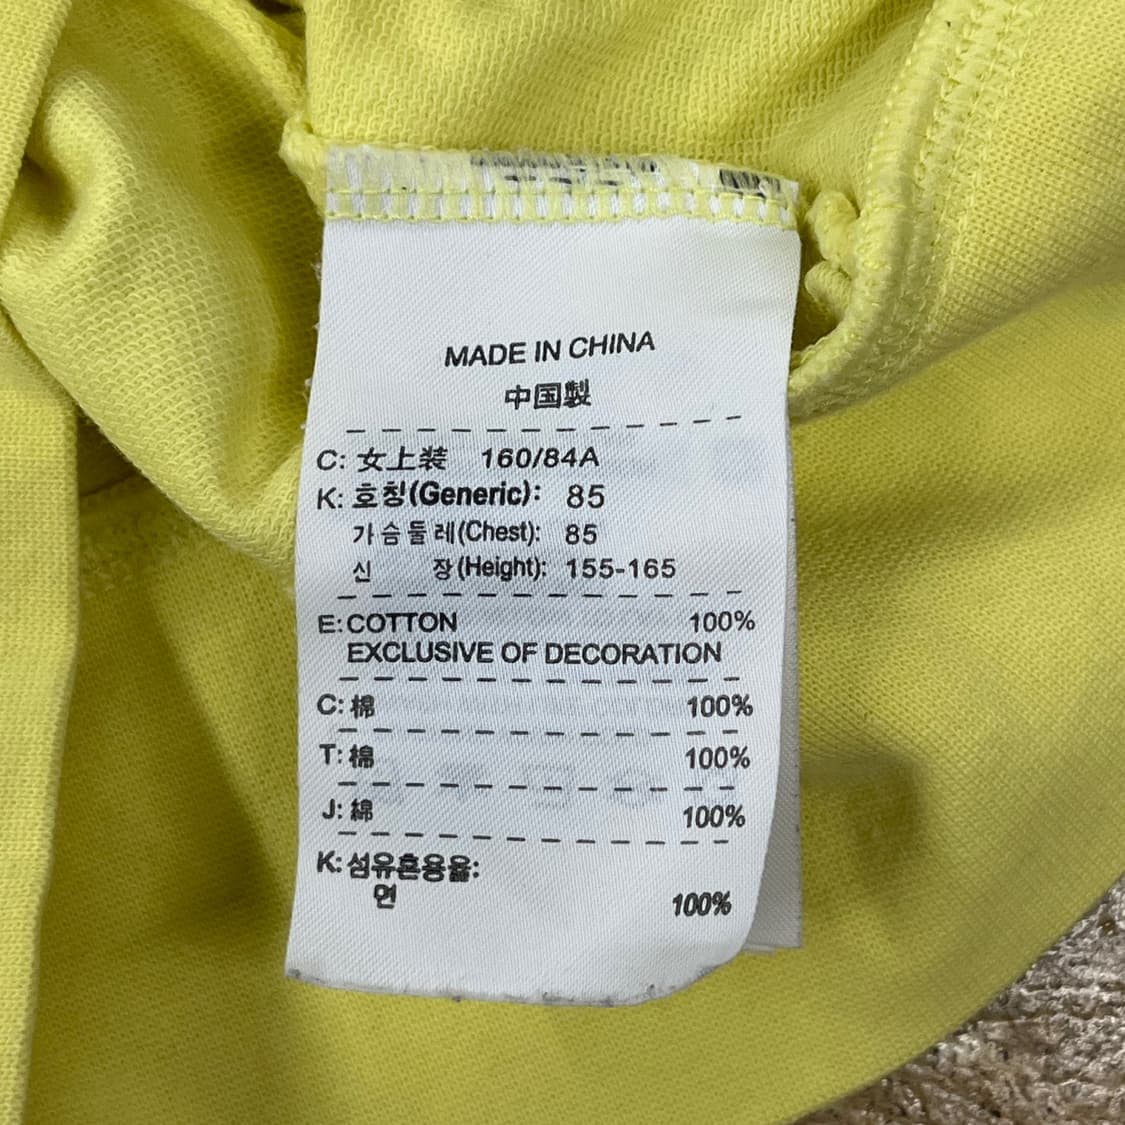 MADE IN CHINA
中国製
C: 女上装 160/84A
K: 호칭(Generic): 85
가슴둘레(Chest): 85
신 장(Height): 155-165
E: COTTON 100%
EXCLUSIVE OF DECORATION
C: 棉 100%
T: 棉 100%
J: 綿 100%
K: 섬유혼용율:
면 100%